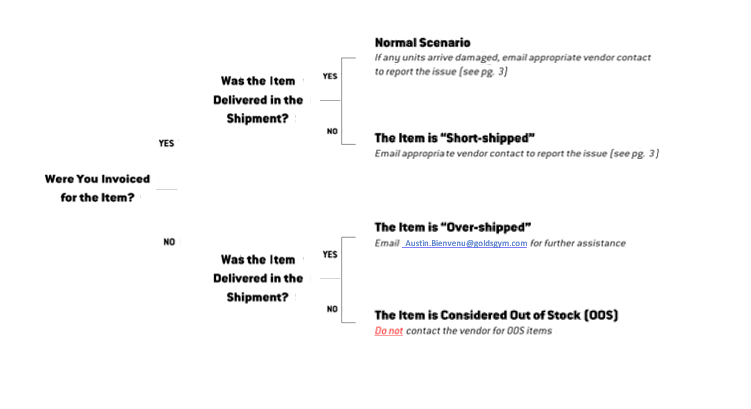 Normal Scenario
If any units arrive damaged, email appropriate vendor contact
to report the issue [see pg. 3]
YES
Was the Item
Delivered in the
Shipment?
NO
The Item is “Short-shipped”
Email appropriate vendor contact to report the issue [see pg. 3]
YES
Were You Invoiced
for the Item?
NO
The Item is “Over-shipped”
Email Austin.Bienvenu@goldsgym.com for further assistance
YES
Was the Item
Delivered in the
Shipment?
NO
The Item is Considered Out of Stock (OOS)
Do not contact the vendor for OOS items